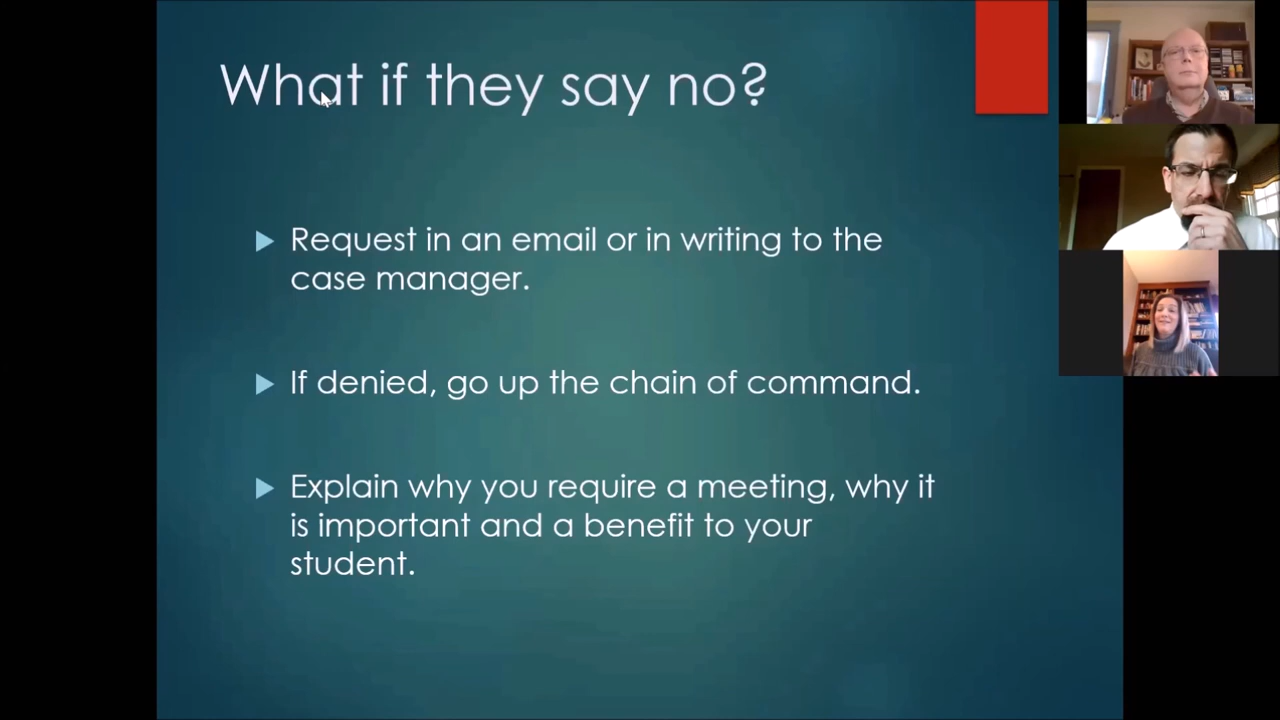 What if they say no?
Request in an email or in writing to the
case manager.
If denied, go up the chain of command.
Explain why you require a meeting, why it
is important and a benefit to your
student.